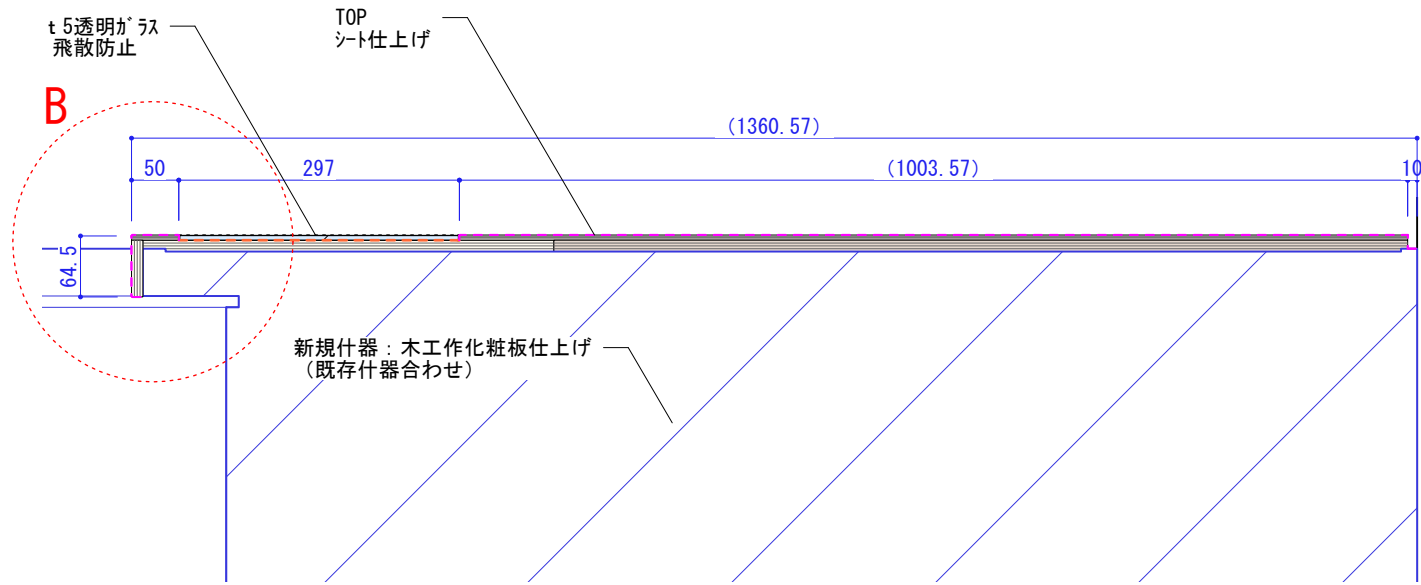 t5透明ｶﾞﾗｽ
飛散防止
TOP
ｼｰﾄ仕上げ
B
(1360.57)
50
297
(1003.57)
10
64.5
新規什器：木工作化粧板仕上げ
（既存什器合わせ）